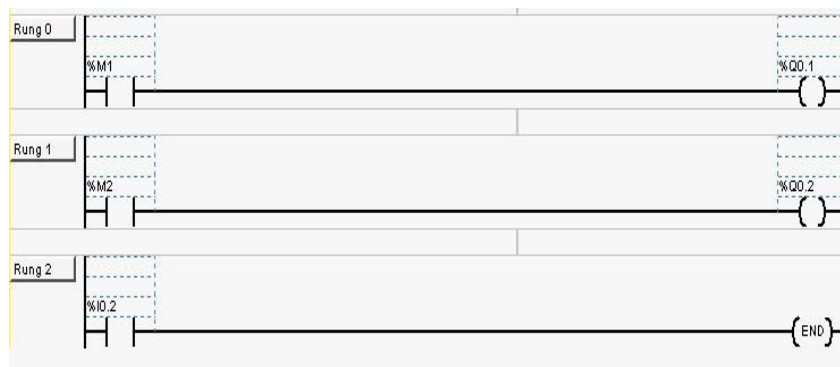 Rung 0
%M1
%Q0.1
Rung 1
%M2
%Q0.2
Rung 2
%I0.2
END